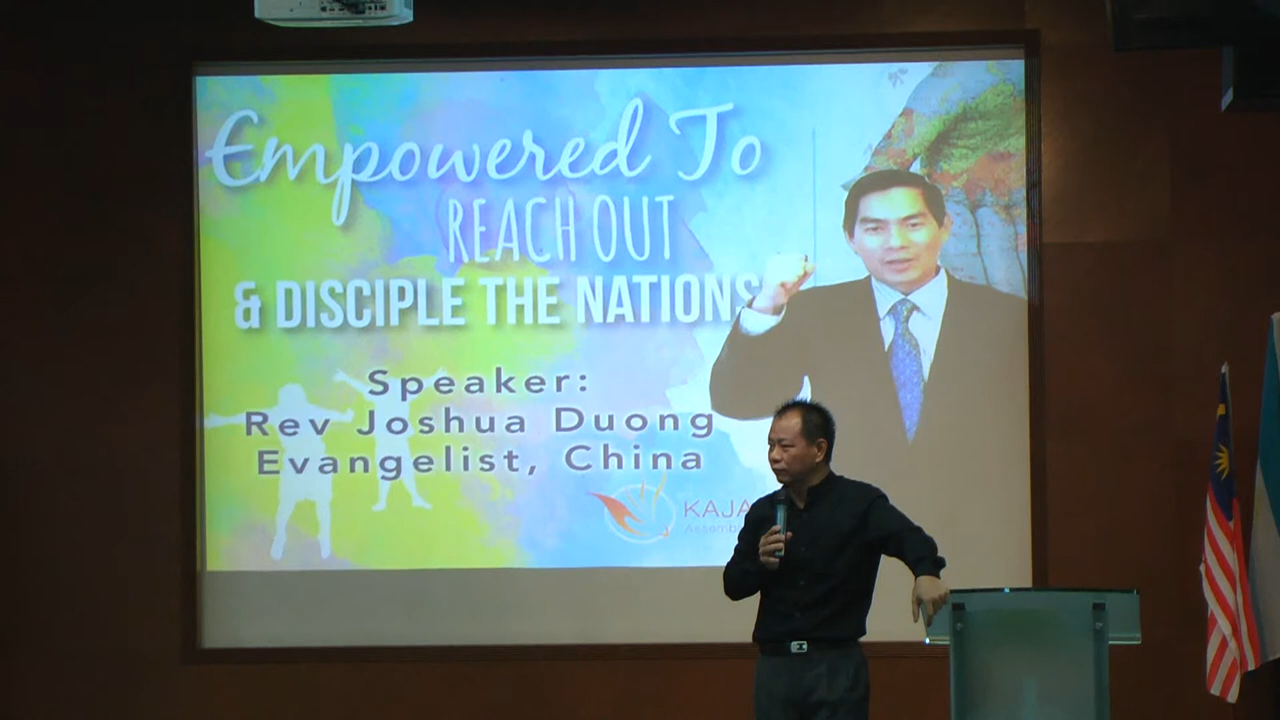 Empowered To
REACH OUT
& DISCIPLE THE NATIONS
Speaker:
Rev Joshua Duong
Evangelist, China
KAJA